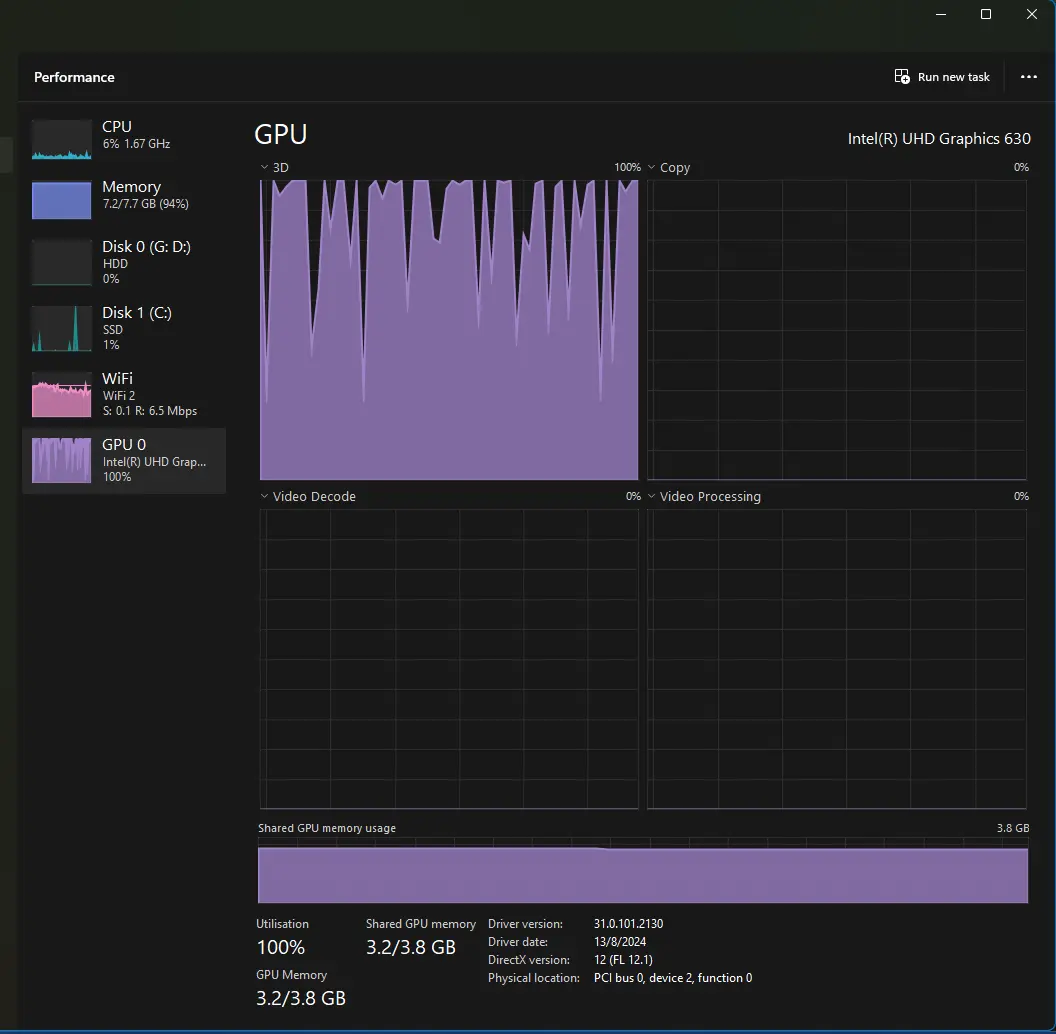 Performance
Run new task
CPU
6% 1.67 GHz
Memory
7.2/7.7 GB (94%)
Disk 0 (G: D:)
HDD
0%
Disk 1 (C:)
SSD
1%
WiFi
WiFi 2
S: 0.1 R: 6.5 Mbps
GPU 0
Intel(R) UHD Grap...
100%
GPU
Intel(R) UHD Graphics 630
3D 100%
Copy 0%
Video Decode 0%
Video Processing 0%
Shared GPU memory usage 3.8 GB
Utilisation
100%
Shared GPU memory
3.2/3.8 GB
GPU Memory
3.2/3.8 GB
Driver version: 31.0.101.2130
Driver date: 13/8/2024
DirectX version: 12 (FL 12.1)
Physical location: PCI bus 0, device 2, function 0